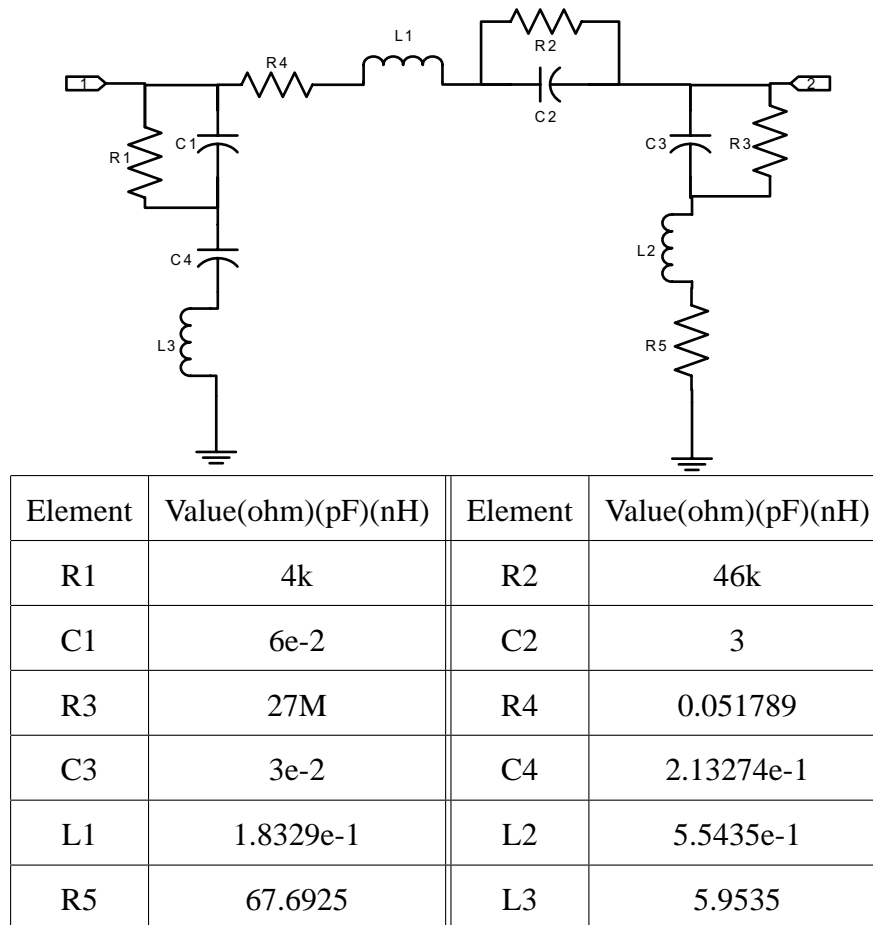 L1
R2
R4
1
2
C2
R1
C1
C3
R3
C4
L2
L3
R5
Element Value(ohm)(pF)(nH) Element Value(ohm)(pF)(nH)
R1 4k R2 46k
C1 6e-2 C2 3
R3 27M R4 0.051789
C3 3e-2 C4 2.13274e-1
L1 1.8329e-1 L2 5.5435e-1
R5 67.6925 L3 5.9535